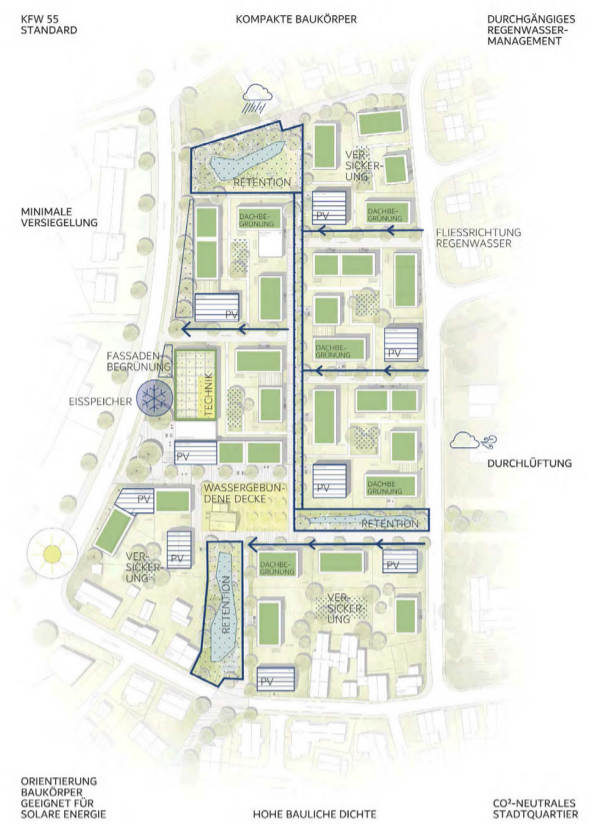 KFW 55
STANDARD
KOMPAKTE BAUKÖRPER
DURCHGÄNGIGES
REGENWASSER-
MANAGEMENT
VER
SICKER-
UNG
RETENTION
MINIMALE
VERSIEGELUNG
PV
DACHBE-
GRÜNUNG
DACHBE-
GRÜNUNG
FLIESSRICHTUNG
REGENWASSER
PV
DACHBE-
GRÜNUNG
PV
FASSADEN-
BEGRÜNUNG
EISSPEICHER
TECHNIK
PV
DURCHLÜFTUNG
WASSERGEBUN-
DENE DECKE
PV
DACHBE
GRÜNUNG
PV
RETENTION
VER-
SICKER-
UNG
PV
DACHBE-
GRÜNUNG
PV
RETENTION
VER-
SICKER
UNG
PV
ORIENTIERUNG
BAUKÖRPER
GEEIGNET FÜR
SOLARE ENERGIE
HOHE BAULICHE DICHTE
CO²-NEUTRALES
STADTQUARTIER